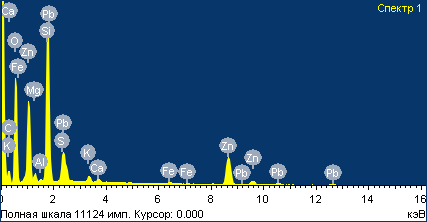 Спектр 1
Ca
Pb
Si
O
Zn
Fe
Mg
Pb
S
C
K
Al
K
Ca
Fe
Fe
Zn
Zn
Pb
Pb
Pb
0 2 4 6 8 10 12 14 16
Полная шкала 11124 имп. Курсор: 0.000 кэВ